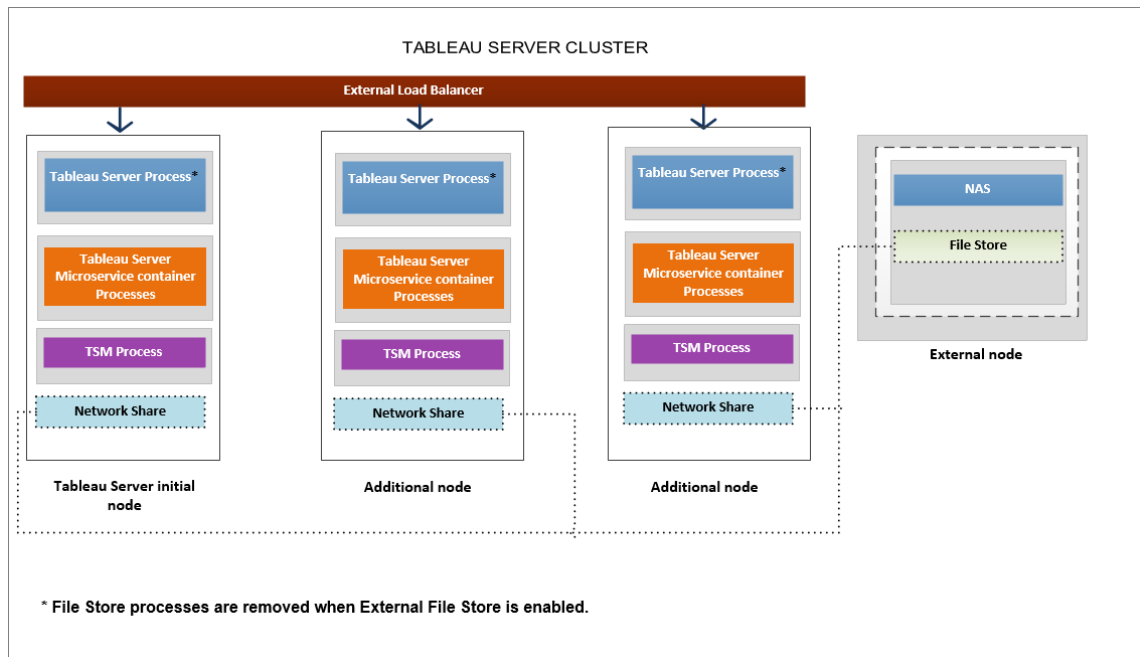 TABLEAU SERVER CLUSTER
External Load Balancer
Tableau Server Process*
Tableau Server
Microservice container
Processes
TSM Process
Network Share
Tableau Server initial
node
Tableau Server Process*
Tableau Server
Microservice container
Processes
TSM Process
Network Share
Additional node
Tableau Server Process*
Tableau Server
Microservice container
Processes
TSM Process
Network Share
Additional node
NAS
File Store
External node
* File Store processes are removed when External File Store is enabled.